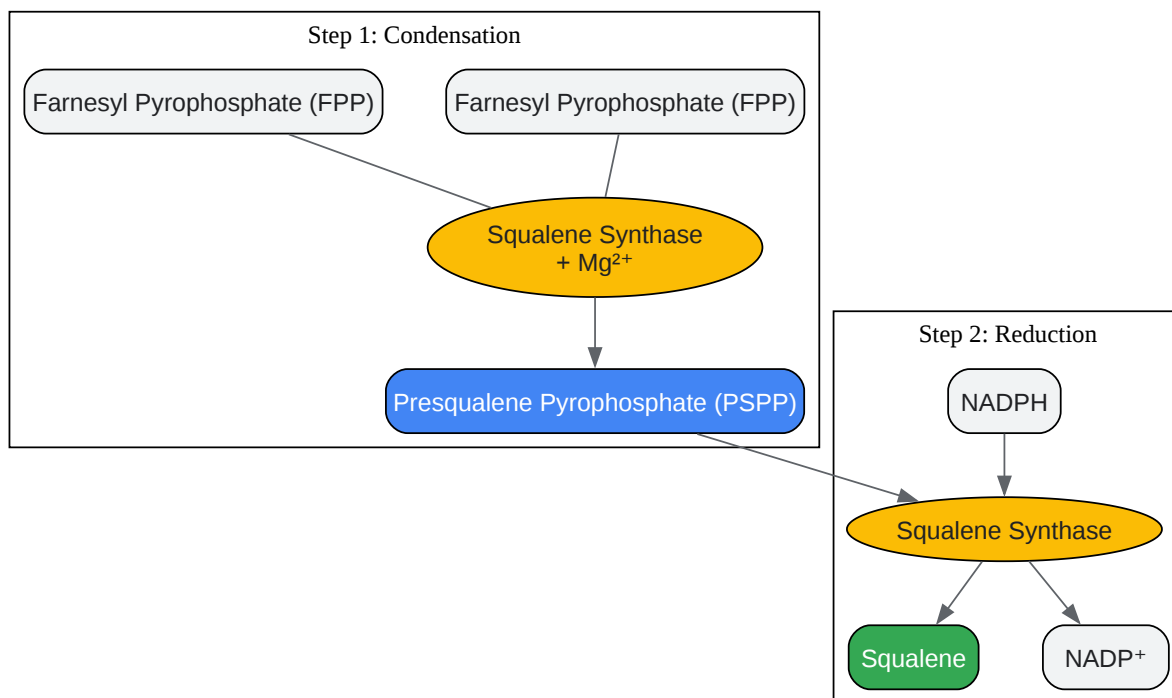 Step 1: Condensation
Farnesyl Pyrophosphate (FPP)
Farnesyl Pyrophosphate (FPP)
Squalene Synthase
+ Mg²⁺
Presqualene Pyrophosphate (PSPP)
Step 2: Reduction
NADPH
Squalene Synthase
Squalene
NADP⁺